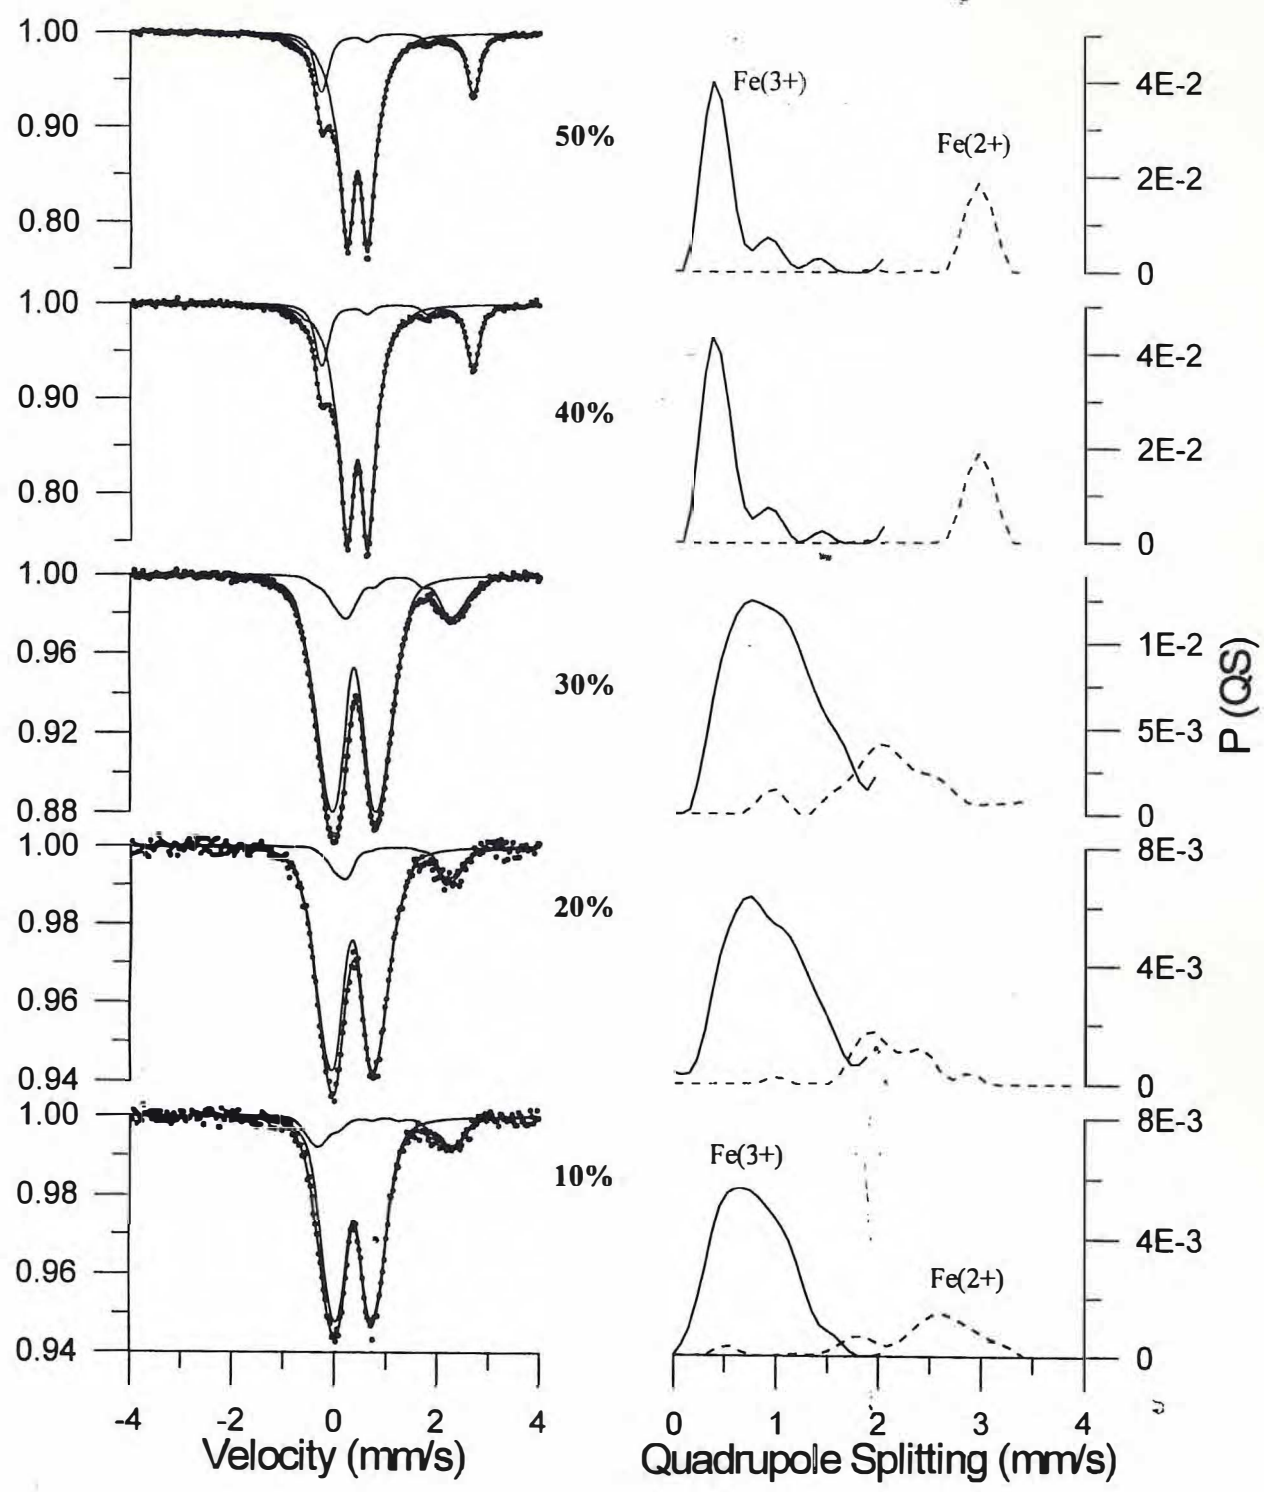 1.00
0.90
0.80
50%
Fe(3+)
Fe(2+)
4E-2
2E-2
0
1.00
0.90
0.80
40%
4E-2
2E-2
0
1.00
0.96
0.92
0.88
30%
1E-2
5E-3
0
P (QS)
1.00
0.98
0.96
0.94
20%
8E-3
4E-3
0
1.00
0.98
0.96
0.94
10%
Fe(3+)
Fe(2+)
8E-3
4E-3
0
-4 -2 0 2 4
Velocity (mm/s)
0 1 2 3 4
Quadrupole Splitting (mm/s)